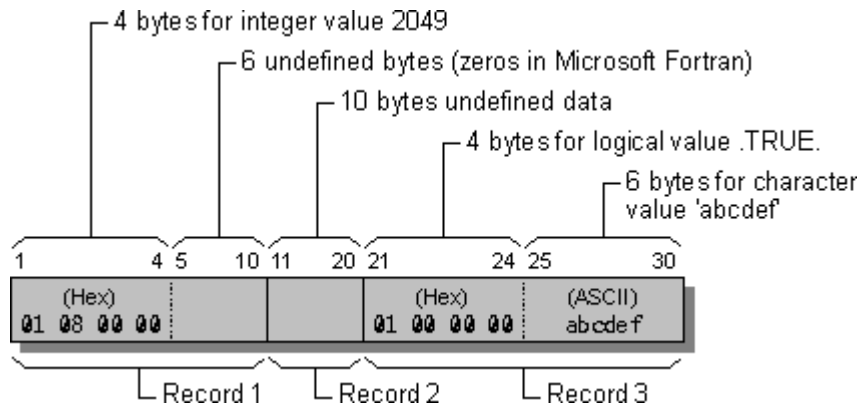 4 bytes for integer value 2049
6 undefined bytes (zeros in Microsoft Fortran)
10 bytes undefined data
4 bytes for logical value .TRUE.
6 bytes for character
value 'abcdef'
1 4 5 10 11 20 21 24 25 30
(Hex) (Hex) (ASCII)
01 08 00 00 01 00 00 00 abcdef
Record 1 Record 2 Record 3